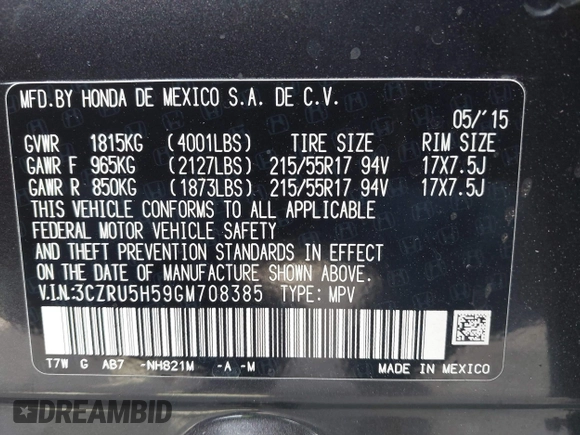 MFD.BY HONDA DE MEXICO S.A. DE C.V.
05/'15
GVWR 1815KG (4001LBS) TIRE SIZE RIM SIZE
GAWR F 965KG (2127LBS) 215/55R17 94V 17X7.5J
GAWR R 850KG (1873LBS) 215/55R17 94V 17X7.5J
THIS VEHICLE CONFORMS TO ALL APPLICABLE
FEDERAL MOTOR VEHICLE SAFETY
AND THEFT PREVENTION STANDARDS IN EFFECT
ON THE DATE OF MANUFACTURE SHOWN ABOVE.
V.I.N:3CZRU5H59GM708385 TYPE: MPV
T7W G AB7 -NH821M -A -M MADE IN MEXICO
DREAMBID